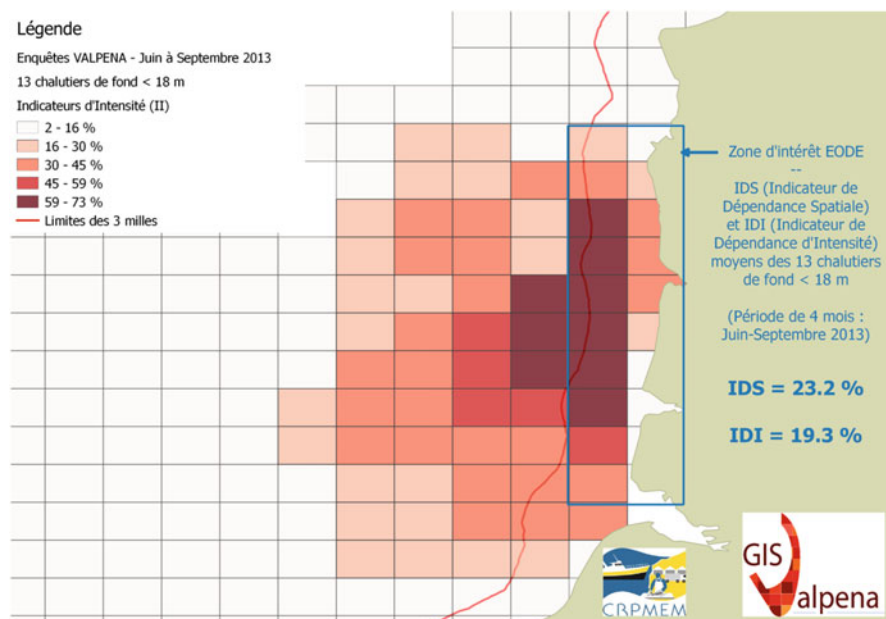 Légende
Enquêtes VALPENA - Juin à Septembre 2013
13 chalutiers de fond < 18 m
Indicateurs d'Intensité (II)
2 - 16 %
16 - 30 %
30 - 45 %
45 - 59 %
59 - 73 %
Limites des 3 milles
Zone d'intérêt EODE
--
IDS (Indicateur de
Dépendance Spatiale)
et IDI (Indicateur de
Dépendance d'Intensité)
moyens des 13 chalutiers
de fond < 18 m
(Période de 4 mois :
Juin-Septembre 2013)
IDS = 23.2 %
IDI = 19.3 %
CRPMEM
GIS
Valpena